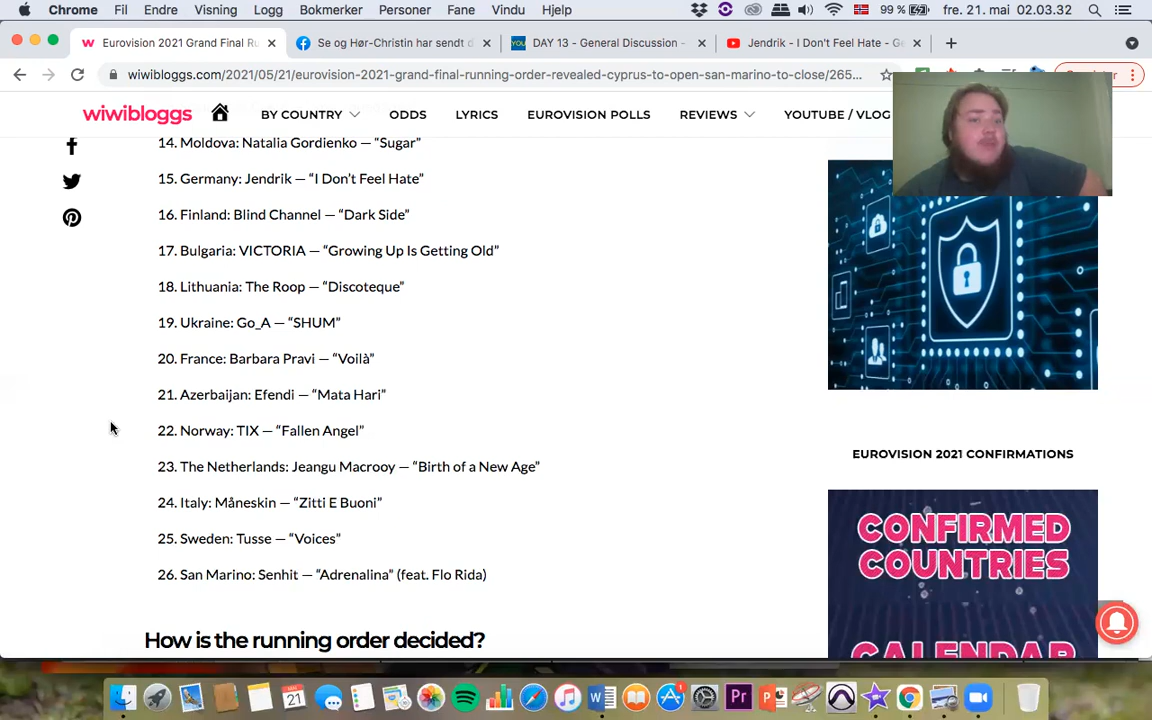 Chrome Fil Endre Visning Logg Bokmerker Personer Fane Vindu Hjelp 99 % fre. 21. mai 02.03.32
Eurovision 2021 Grand Final Ru
Se og Hør-Christin har sendt d
YOU DAY 13 - General Discussion -
Jendrik - I Don't Feel Hate - Ge
wiwibloggs.com/2021/05/21/eurovision-2021-grand-final-running-order-revealed-cyprus-to-open-san-marino-to-close/265...
wiwibloggs BY COUNTRY ODDS LYRICS EUROVISION POLLS REVIEWS YOUTUBE / VLOG
14. Moldova: Natalia Gordienko — “Sugar”
15. Germany: Jendrik — “I Don’t Feel Hate”
16. Finland: Blind Channel — “Dark Side”
17. Bulgaria: VICTORIA — “Growing Up Is Getting Old”
18. Lithuania: The Roop — “Discoteque”
19. Ukraine: Go_A — “SHUM”
20. France: Barbara Pravi — “Voilà”
21. Azerbaijan: Efendi — “Mata Hari”
22. Norway: TIX — “Fallen Angel”
23. The Netherlands: Jeangu Macrooy — “Birth of a New Age”
24. Italy: Måneskin — “Zitti E Buoni”
25. Sweden: Tusse — “Voices”
26. San Marino: Senhit — “Adrenalina” (feat. Flo Rida)
How is the running order decided?
EUROVISION 2021 CONFIRMATIONS
CONFIRMED
COUNTRIES
CALENDAR